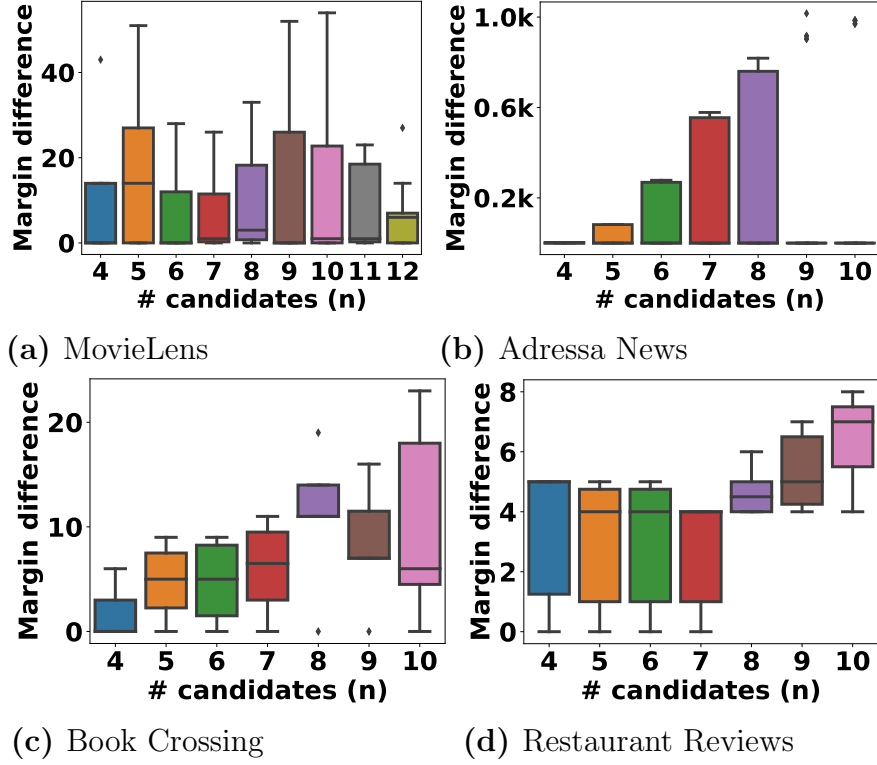 Margin difference
40
20
0
4 5 6 7 8 9 10 11 12
# candidates (n)
(a) MovieLens
Margin difference
1.0k
0.6k
0.2k
4 5 6 7 8 9 10
# candidates (n)
(b) Adressa News
Margin difference
20
10
0
4 5 6 7 8 9 10
# candidates (n)
(c) Book Crossing
Margin difference
8
6
4
2
0
4 5 6 7 8 9 10
# candidates (n)
(d) Restaurant Reviews